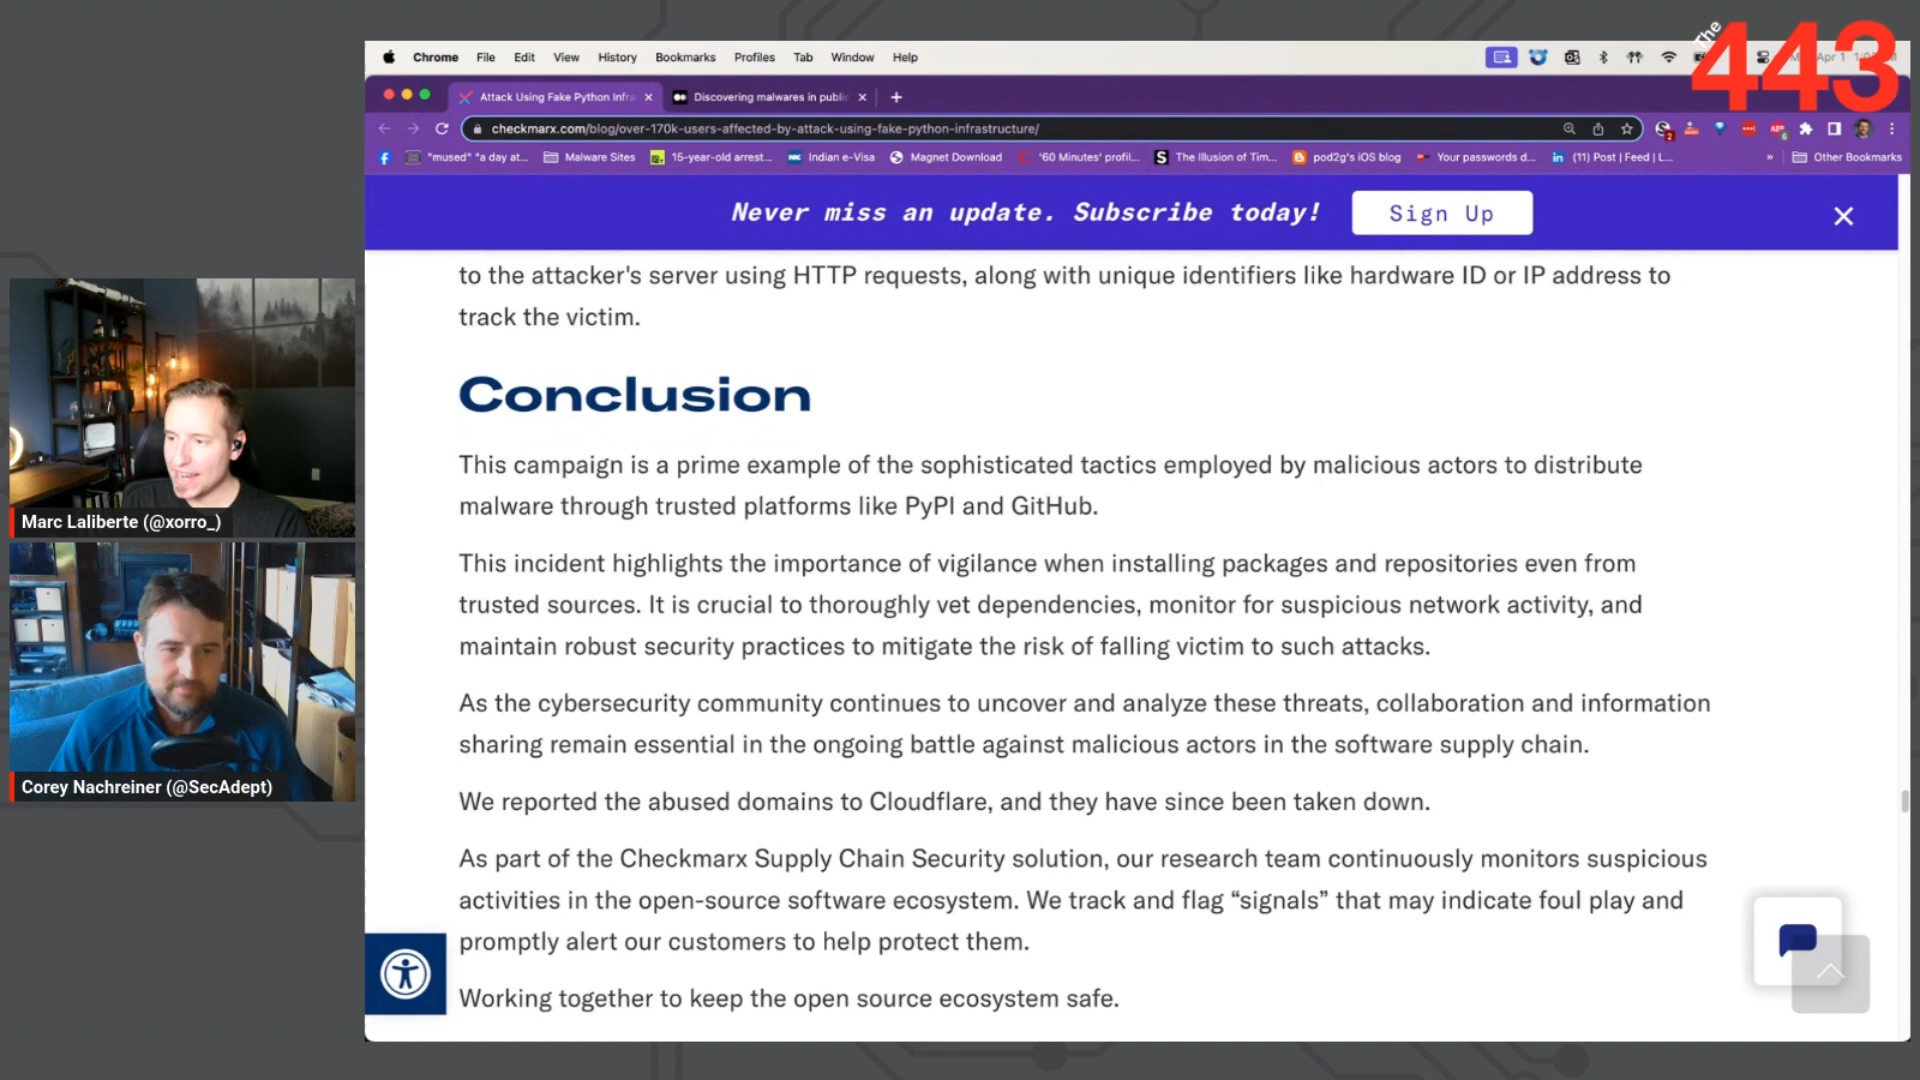 The
443
Chrome File Edit View History Bookmarks Profiles Tab Window Help
Apr 1
Attack Using Fake Python Infra
Discovering malwares in public
checkmarx.com/blog/over-170k-users-affected-by-attack-using-fake-python-infrastructure/
"mused" "a day at...
Malware Sites
15-year-old arrest...
Indian e-Visa
Magnet Download
'60 Minutes' profil...
The Illusion of Tim...
pod2g's iOS blog
Your passwords d...
(11) Post | Feed | L...
»
Other Bookmarks
Never miss an update. Subscribe today!
Sign Up
to the attacker's server using HTTP requests, along with unique identifiers like hardware ID or IP address to
track the victim.
Conclusion
This campaign is a prime example of the sophisticated tactics employed by malicious actors to distribute
malware through trusted platforms like PyPI and GitHub.
This incident highlights the importance of vigilance when installing packages and repositories even from
trusted sources. It is crucial to thoroughly vet dependencies, monitor for suspicious network activity, and
maintain robust security practices to mitigate the risk of falling victim to such attacks.
As the cybersecurity community continues to uncover and analyze these threats, collaboration and information
sharing remain essential in the ongoing battle against malicious actors in the software supply chain.
We reported the abused domains to Cloudflare, and they have since been taken down.
As part of the Checkmarx Supply Chain Security solution, our research team continuously monitors suspicious
activities in the open-source software ecosystem. We track and flag “signals” that may indicate foul play and
promptly alert our customers to help protect them.
Working together to keep the open source ecosystem safe.
Marc Laliberte (@xorro_)
Corey Nachreiner (@SecAdept)